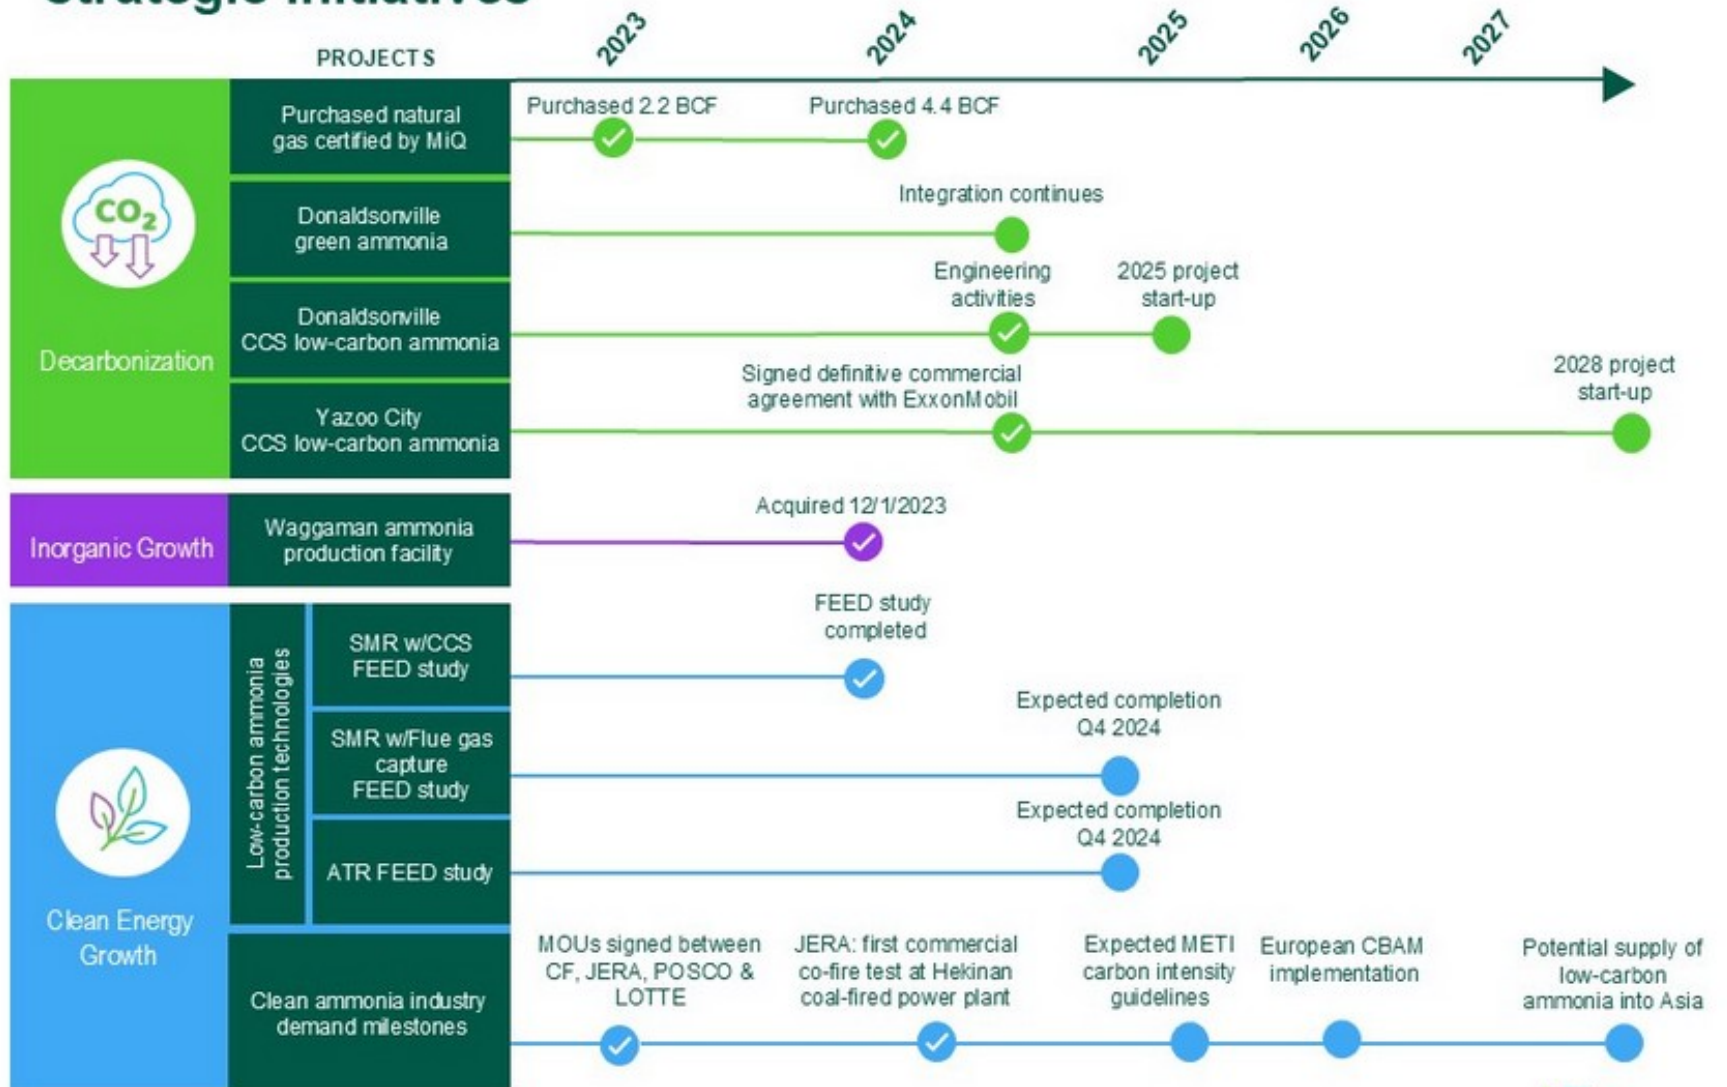 Strategic Initiatives
PROJECTS
2023
2024
2025
2026
2027
Decarbonization
CO2
Purchased natural
gas certified by MiQ
Purchased 2.2 BCF
Purchased 4.4 BCF
Donaldsonville
green ammonia
Integration continues
Donaldsonville
CCS low-carbon ammonia
Engineering
activities
2025 project
start-up
Yazoo City
CCS low-carbon ammonia
Signed definitive commercial
agreement with ExxonMobil
2028 project
start-up
Inorganic Growth
Waggaman ammonia
production facility
Acquired 12/1/2023
Clean Energy
Growth
Low-carbon ammonia
production technologies
SMR w/CCS
FEED study
FEED study
completed
SMR w/Flue gas
capture
FEED study
Expected completion
Q4 2024
ATR FEED study
Expected completion
Q4 2024
Clean ammonia industry
demand milestones
MOUs signed between
CF, JERA, POSCO &
LOTTE
JERA: first commercial
co-fire test at Hekinan
coal-fired power plant
Expected METI
carbon intensity
guidelines
European CBAM
implementation
Potential supply of
low-carbon
ammonia into Asia